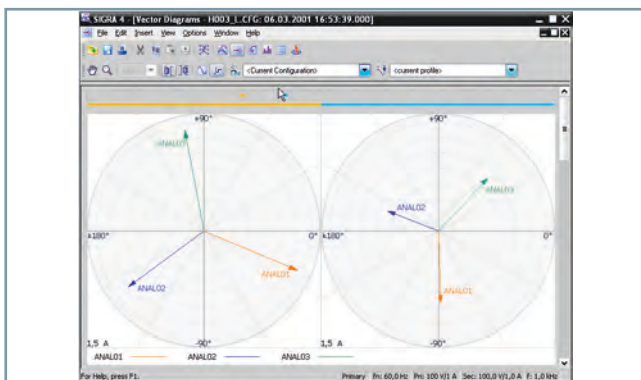 SIGRA 4 - [Vector Diagrams - H003_I..CFG: 06.03.2001 16:53:39.000]
File Edit Insert View Options Window Help
<Current Configuration> <current profile>
+90° +90°
ANAL03
ANAL03
ANAL02
±180° 0° ±180° 0°
ANAL01
ANAL02
ANAL01
1,5 A -90° 1,5 A -90°
ANAL01 ANAL02 ANAL03
For Help, press F1. Primary Fn: 60,0 Hz Pri: 100 V/1 A Sec: 100,0 V/1,0 A F: 1,0 kHz